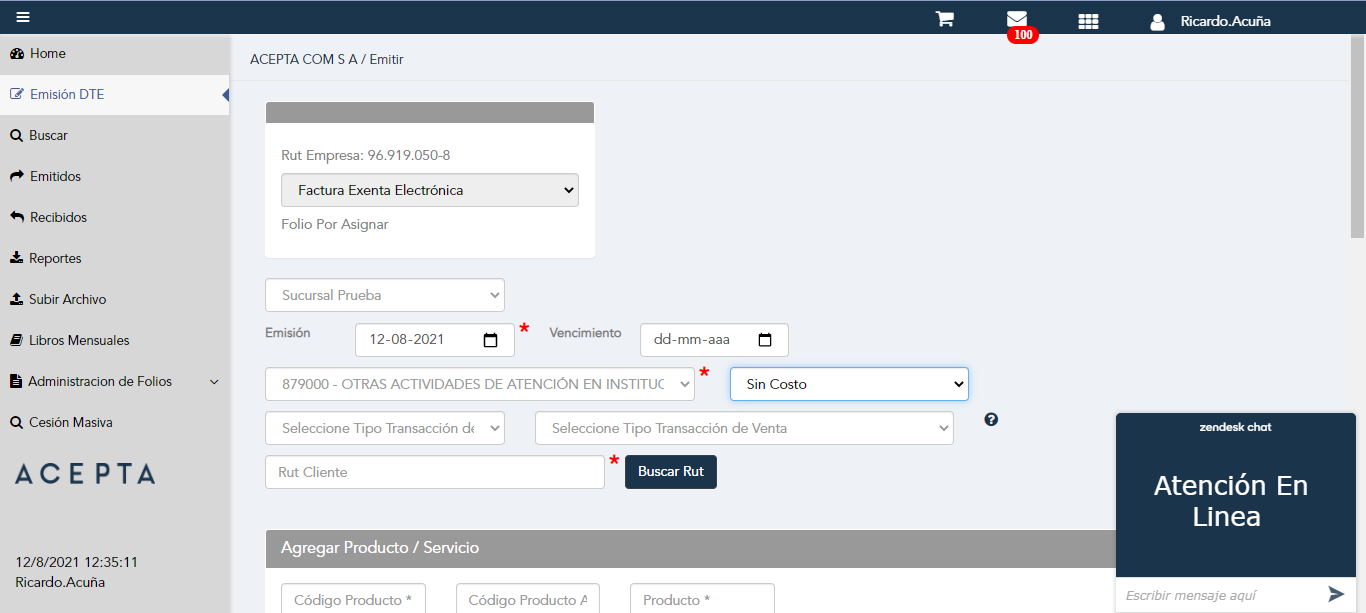 100
Ricardo.Acuña
Home
Emisión DTE
Buscar
Emitidos
Recibidos
Reportes
Subir Archivo
Libros Mensuales
Administracion de Folios
Cesión Masiva
ACEPTA
12/8/2021 12:35:11
Ricardo.Acuña
ACEPTA COM S A / Emitir
Rut Empresa: 96.919.050-8
Factura Exenta Electrónica
Folio Por Asignar
Sucursal Prueba
Emisión 12-08-2021 * Vencimiento dd-mm-aaa
879000 - OTRAS ACTIVIDADES DE ATENCIÓN EN INSTITUC * Sin Costo
Seleccione Tipo Transacción de Seleccione Tipo Transacción de Venta ?
Rut Cliente * Buscar Rut
Agregar Producto / Servicio
Código Producto * Código Producto A Producto *
zendesk chat
Atención En
Linea
Escribir mensaje aquí